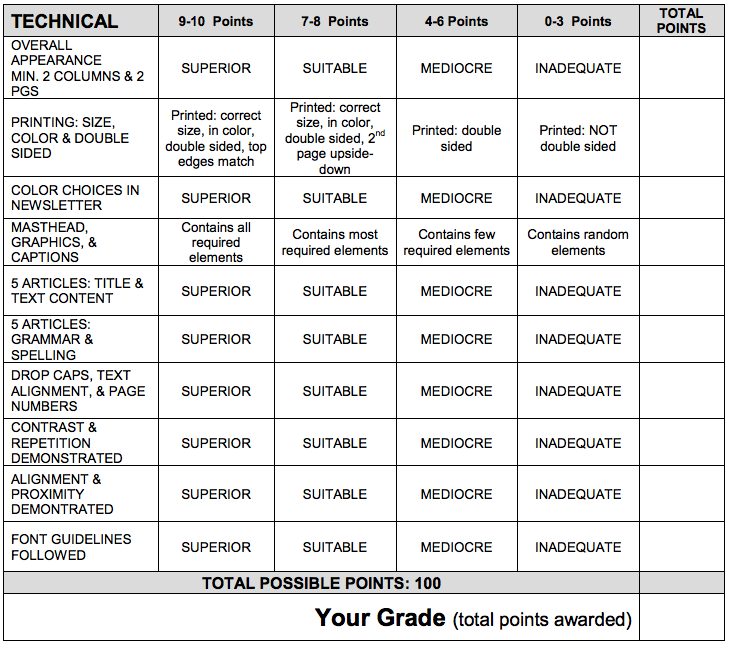 TECHNICAL 9-10 Points 7-8 Points 4-6 Points 0-3 Points TOTAL POINTS
OVERALL
APPEARANCE
MIN. 2 COLUMNS & 2
PGS
SUPERIOR SUITABLE MEDIOCRE INADEQUATE
PRINTING: SIZE,
COLOR & DOUBLE
SIDED
Printed: correct
size, in color,
double sided, top
edges match
Printed: correct
size, in color,
double sided, 2nd
page upside-
down
Printed: double
sided
Printed: NOT
double sided
COLOR CHOICES IN
NEWSLETTER
SUPERIOR SUITABLE MEDIOCRE INADEQUATE
MASTHEAD,
GRAPHICS, &
CAPTIONS
Contains all
required
elements
Contains most
required elements
Contains few
required elements
Contains random
elements
5 ARTICLES: TITLE &
TEXT CONTENT
SUPERIOR SUITABLE MEDIOCRE INADEQUATE
5 ARTICLES:
GRAMMAR &
SPELLING
SUPERIOR SUITABLE MEDIOCRE INADEQUATE
DROP CAPS, TEXT
ALIGNMENT, & PAGE
NUMBERS
SUPERIOR SUITABLE MEDIOCRE INADEQUATE
CONTRAST &
REPETITION
DEMONSTRATED
SUPERIOR SUITABLE MEDIOCRE INADEQUATE
ALIGNMENT &
PROXIMITY
DEMONTRATED
SUPERIOR SUITABLE MEDIOCRE INADEQUATE
FONT GUIDELINES
FOLLOWED
SUPERIOR SUITABLE MEDIOCRE INADEQUATE
TOTAL POSSIBLE POINTS: 100
Your Grade (total points awarded)